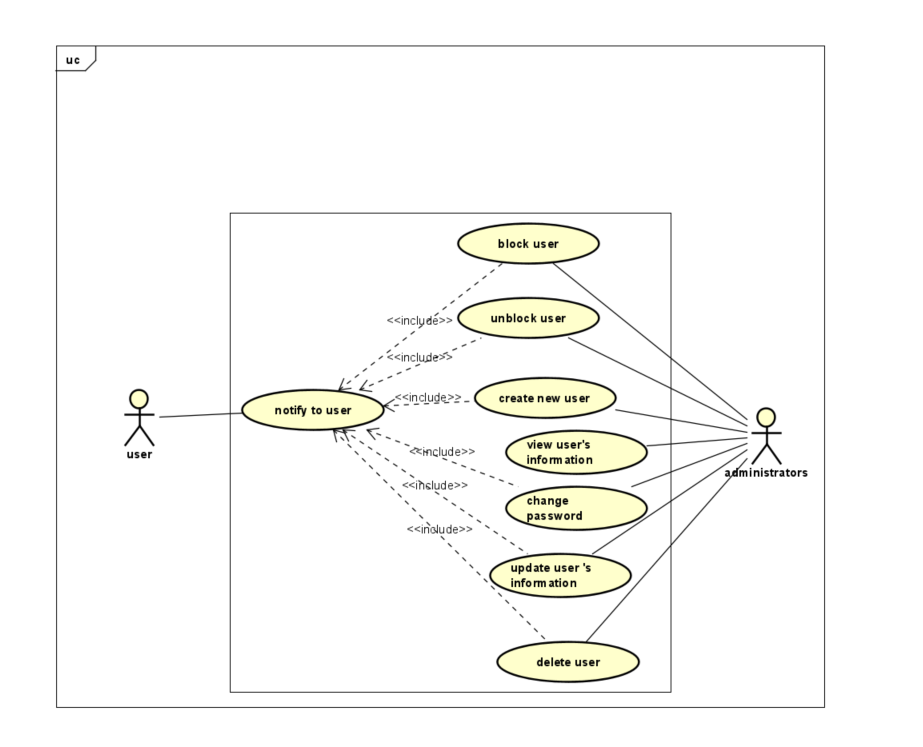 uc
block user
<<include>>
unblock user
<<include>>
<<include>>
create new user
notify to user
user
view user's
information
<<include>>
administrators
<<include>>
change
password
<<include>>
update user 's
information
delete user